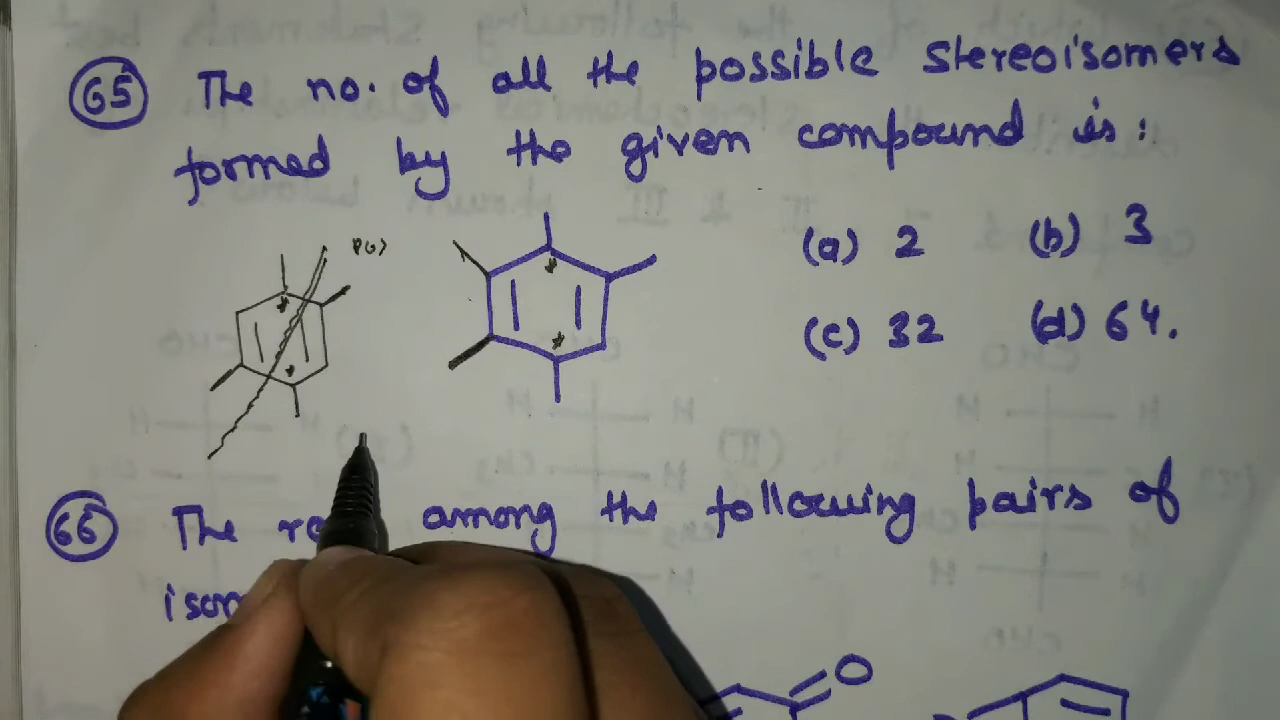 65 The no. of all the possible stereoisomers
formed by the given compound is:
(a) 2 (b) 3
(c) 32 (d) 64.
66 The among the following pairs of
O